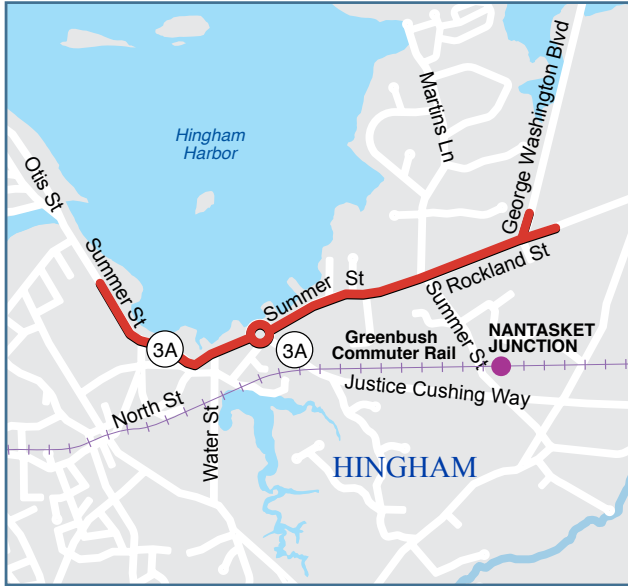 George Washington Blvd
Martins Ln
Hingham
Harbor
Otis St
Summer St
Summer St
Rockland St
Summer St
3A
3A
Greenbush
Commuter Rail
NANTASKET
JUNCTION
Justice Cushing Way
North St
Water St
HINGHAM